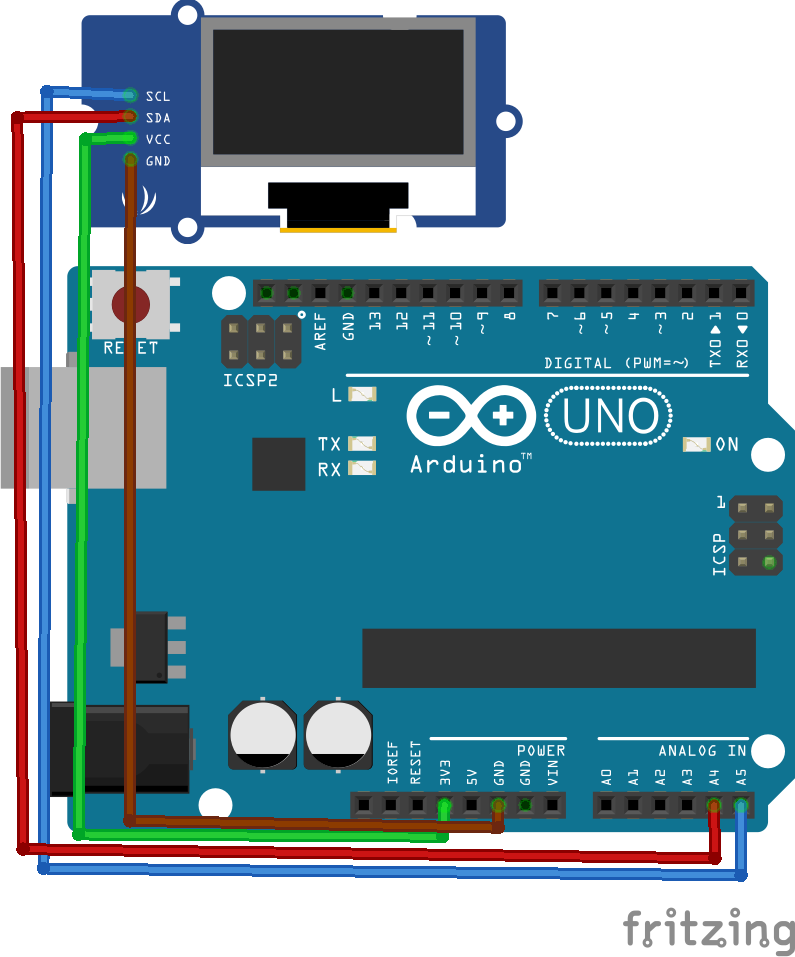 SCL
SDA
VCC
GND
RESET
ICSP2
AREF
GND
13
12
~11
~10
~9
8
7
~6
~5
4
~3
2
TX0▶1
RX0◀0
DIGITAL (PWM=~)
L
TX
RX
UNO
Arduino™
ON
1
ICSP
IOREF
RESET
3V3
5V
GND
GND
VIN
POWER
A0
A1
A2
A3
A4
A5
ANALOG IN
fritzing